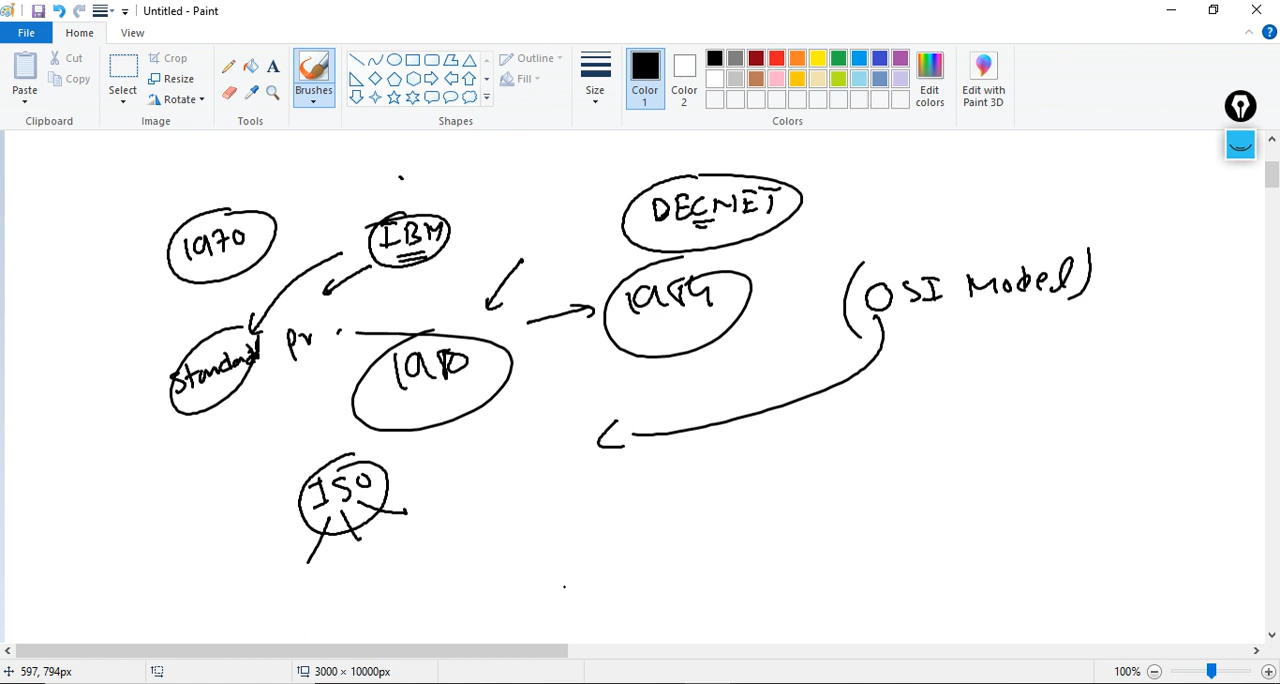 Untitled - Paint
File Home View
Paste Cut Copy Clipboard
Select Crop Resize Rotate Image
Tools
Brushes
Outline Fill Shapes
Size
Color 1 Color 2 Edit colors Colors
Edit with Paint 3D
DECNET
1970 IBM
1984 (OSI Model)
Standard pr
1980
ISO
597, 794px 3000 × 10000px 100%